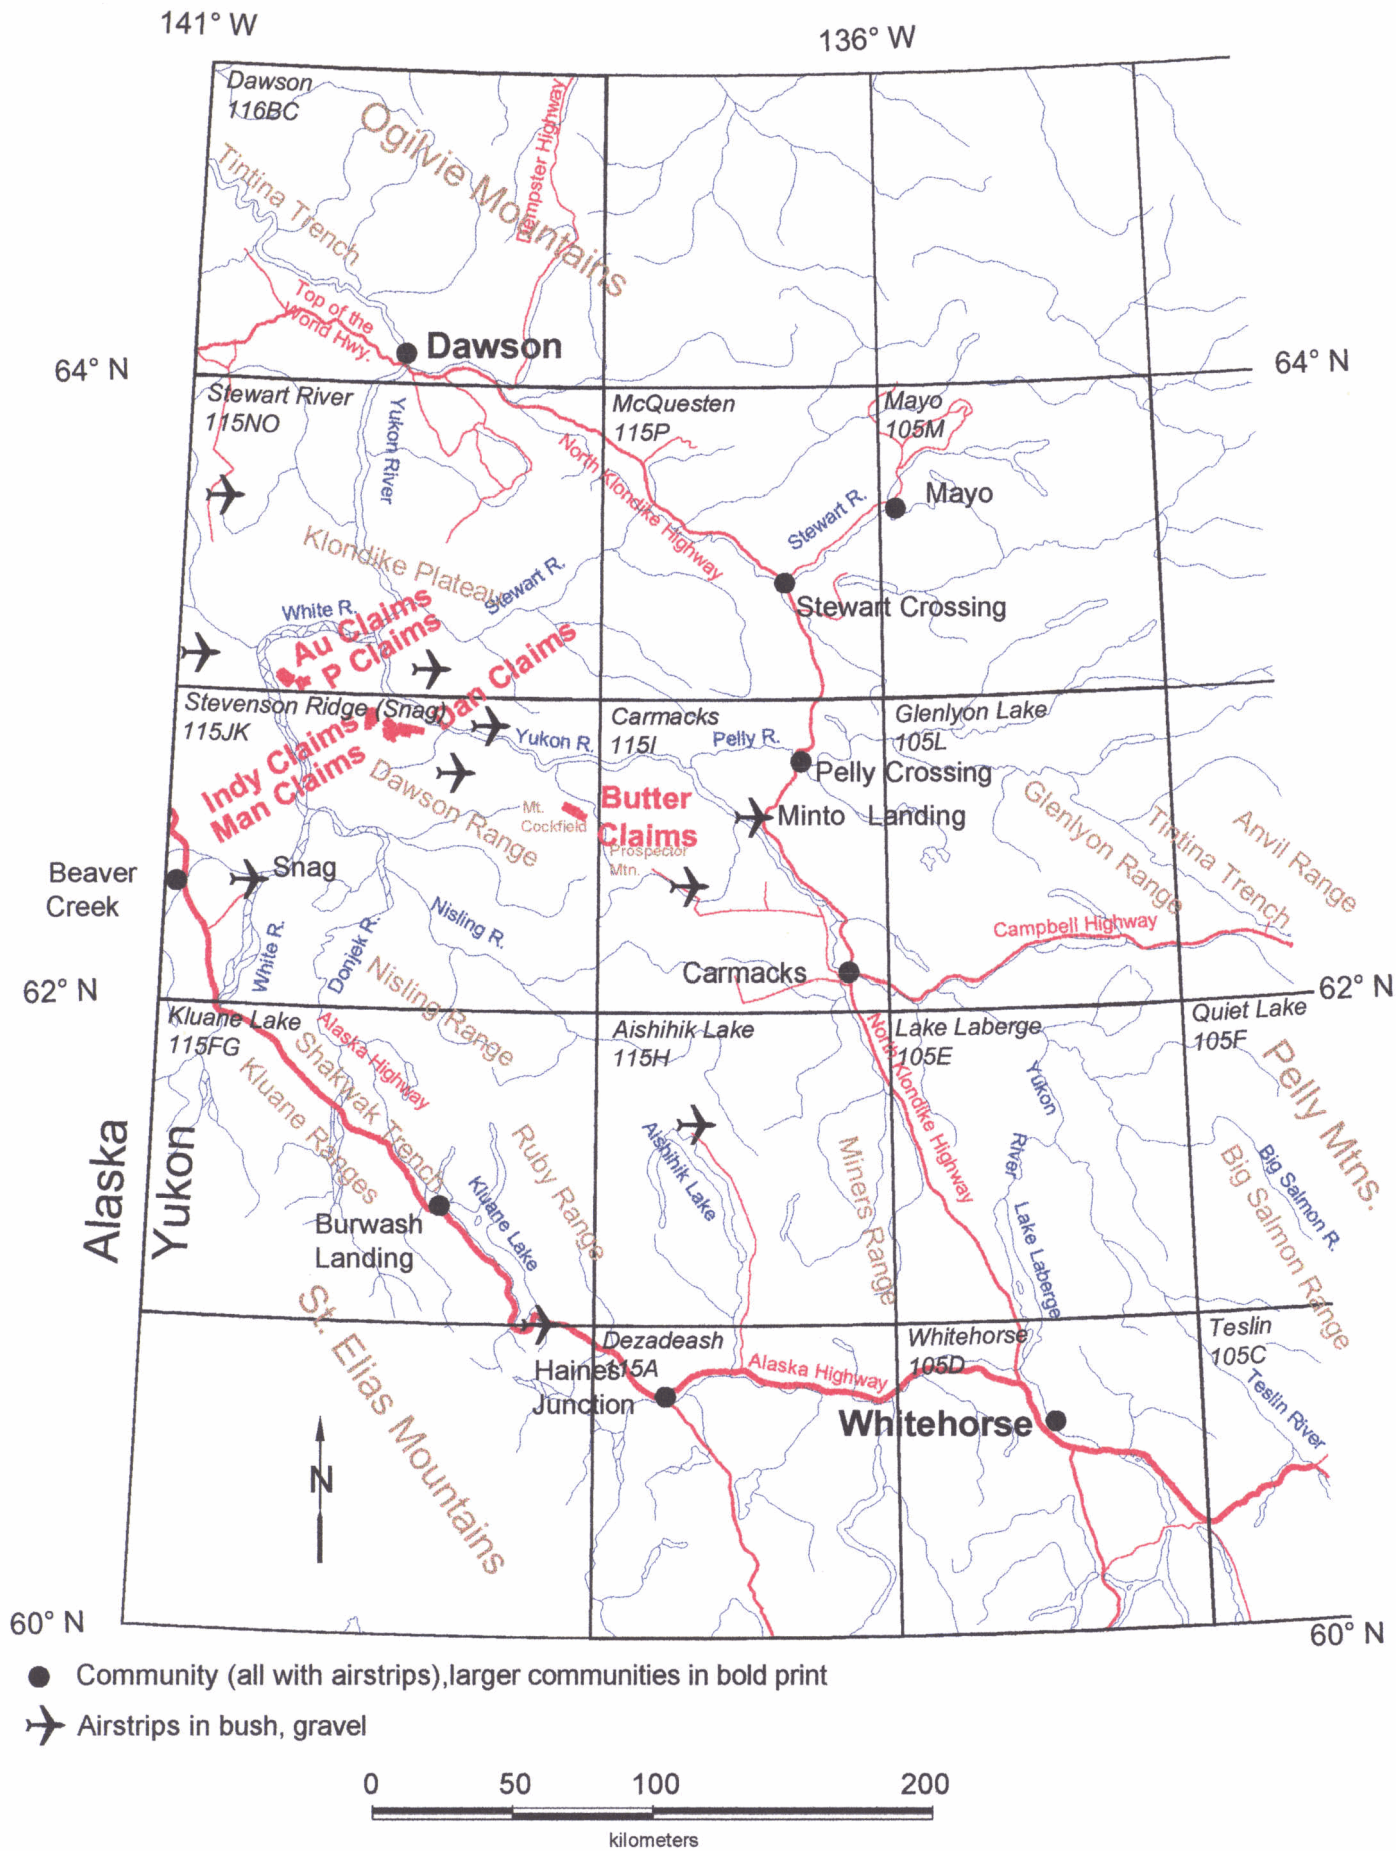 141° W
136° W
Dawson
116BC
Ogilvie Mountains
Dempster Highway
Tintina Trench
Top of the
World Hwy.
Dawson
64° N
64° N
Stewart River
115NO
Yukon River
McQuesten
115P
Mayo
105M
North Klondike Highway
Stewart R.
Mayo
Klondike Plateau
Stewart R.
Stewart Crossing
White R.
Au Claims
P Claims
Dan Claims
Stevenson Ridge (Snag)
115JK
Carmacks
115I
Glenlyon Lake
105L
Yukon R.
Pelly R.
Pelly Crossing
Indy Claims
Man Claims
Dawson Range
Mt.
Cockfield
Butter
Claims
Minto Landing
Glenlyon Range
Tintina Trench
Anvil Range
Prospector
Mtn.
Beaver
Creek
Snag
White R.
Donjek R.
Nisling R.
Campbell Highway
Carmacks
Nisling Range
62° N
62° N
Kluane Lake
115FG
Alaska Highway
Aishihik Lake
115H
North Klondike Highway
Lake Laberge
105E
Quiet Lake
105F
Shakwak Trench
Kluane Ranges
Yukon
River
Pelly Mtns.
Alaska
Yukon
Ruby Range
Aishihik Lake
Miners Range
Big Salmon R.
Big Salmon Range
Kluane Lake
Lake Laberge
Burwash
Landing
St. Elias Mountains
Dezadeash
115A
Whitehorse
105D
Teslin
105C
Haines
Junction
Alaska Highway
Whitehorse
Teslin River
N
60° N
60° N
Community (all with airstrips),larger communities in bold print
Airstrips in bush, gravel
0 50 100 200
kilometers